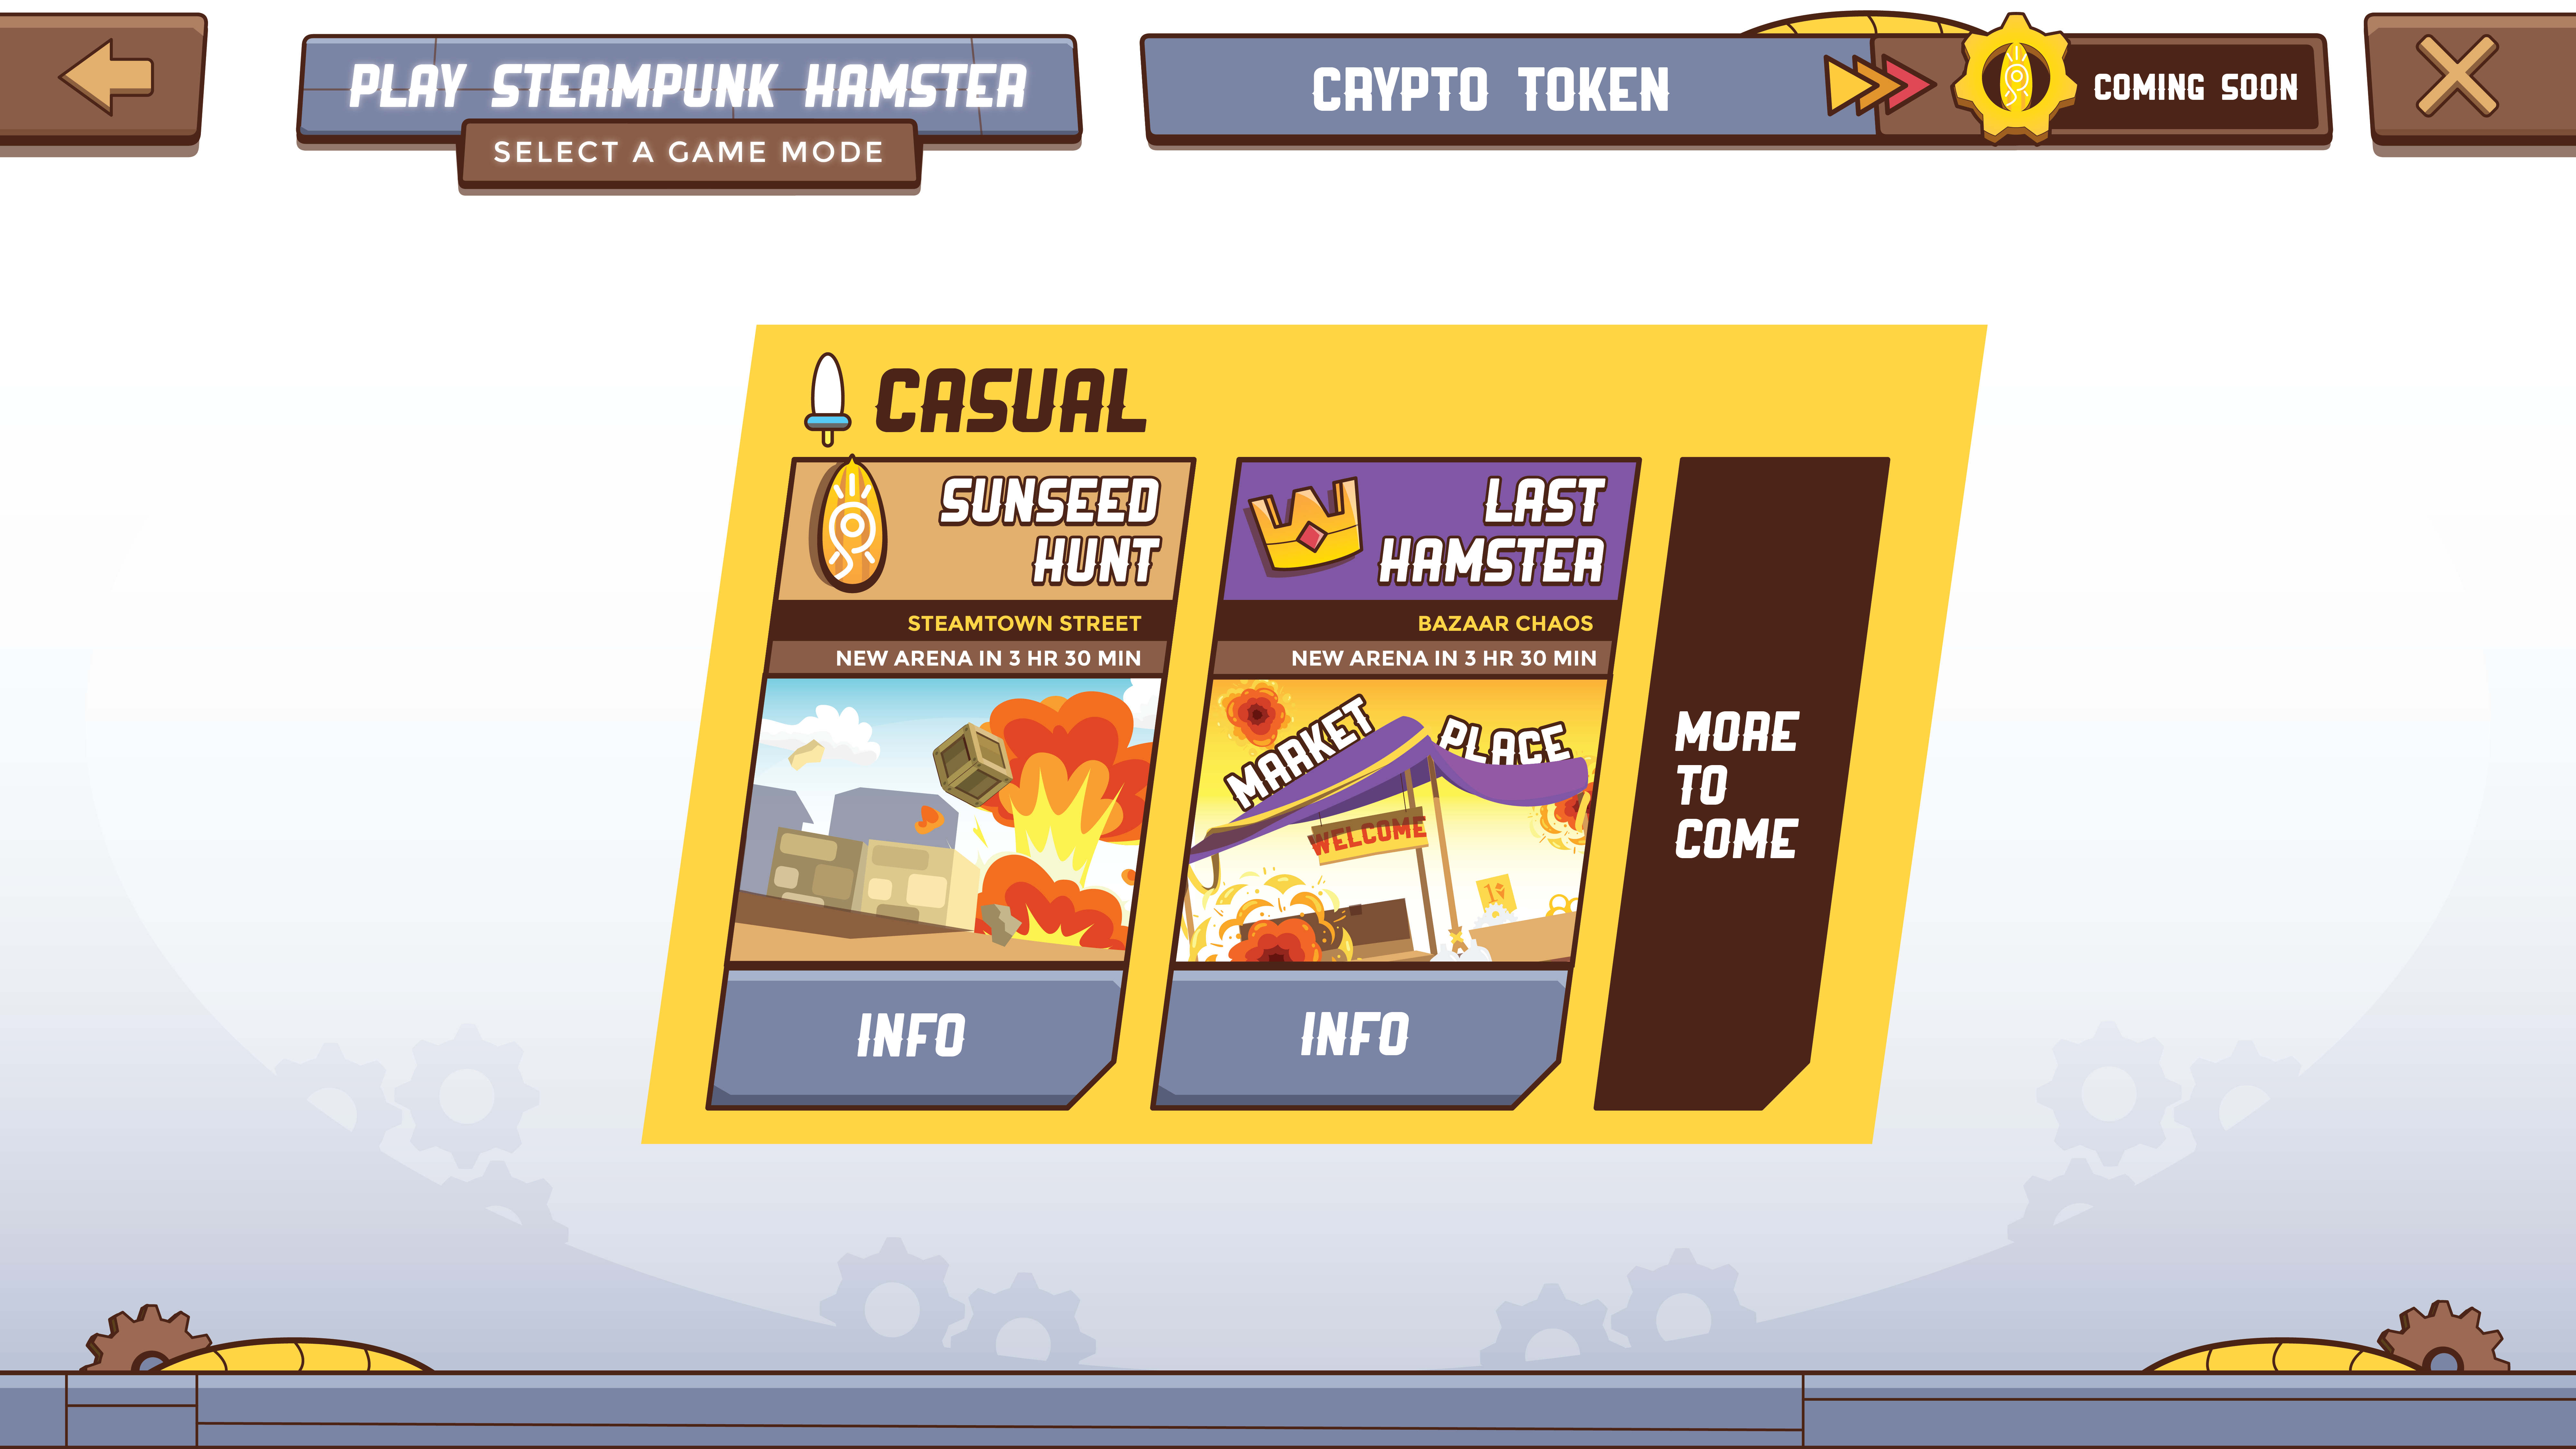 PLAY STEAMPUNK HAMSTER
SELECT A GAME MODE
CRYPTO TOKEN
COMING SOON
CASUAL
SUNSEED
HUNT
STEAMTOWN STREET
NEW ARENA IN 3 HR 30 MIN
INFO
LAST
HAMSTER
BAZAAR CHAOS
NEW ARENA IN 3 HR 30 MIN
MARKET PLACE
WELCOME
1
INFO
MORE
TO
COME